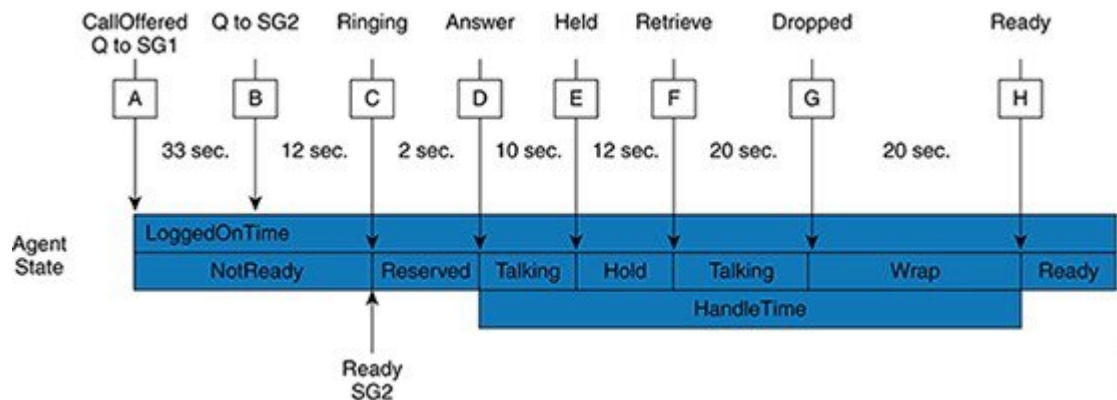 CallOffered Q to SG2 Ringing Answer Held Retrieve Dropped Ready
Q to SG1
A B C D E F G H
33 sec. 12 sec. 2 sec. 10 sec. 12 sec. 20 sec. 20 sec.
LoggedOnTime
Agent
State
NotReady Reserved Talking Hold Talking Wrap Ready
HandleTime
Ready
SG2